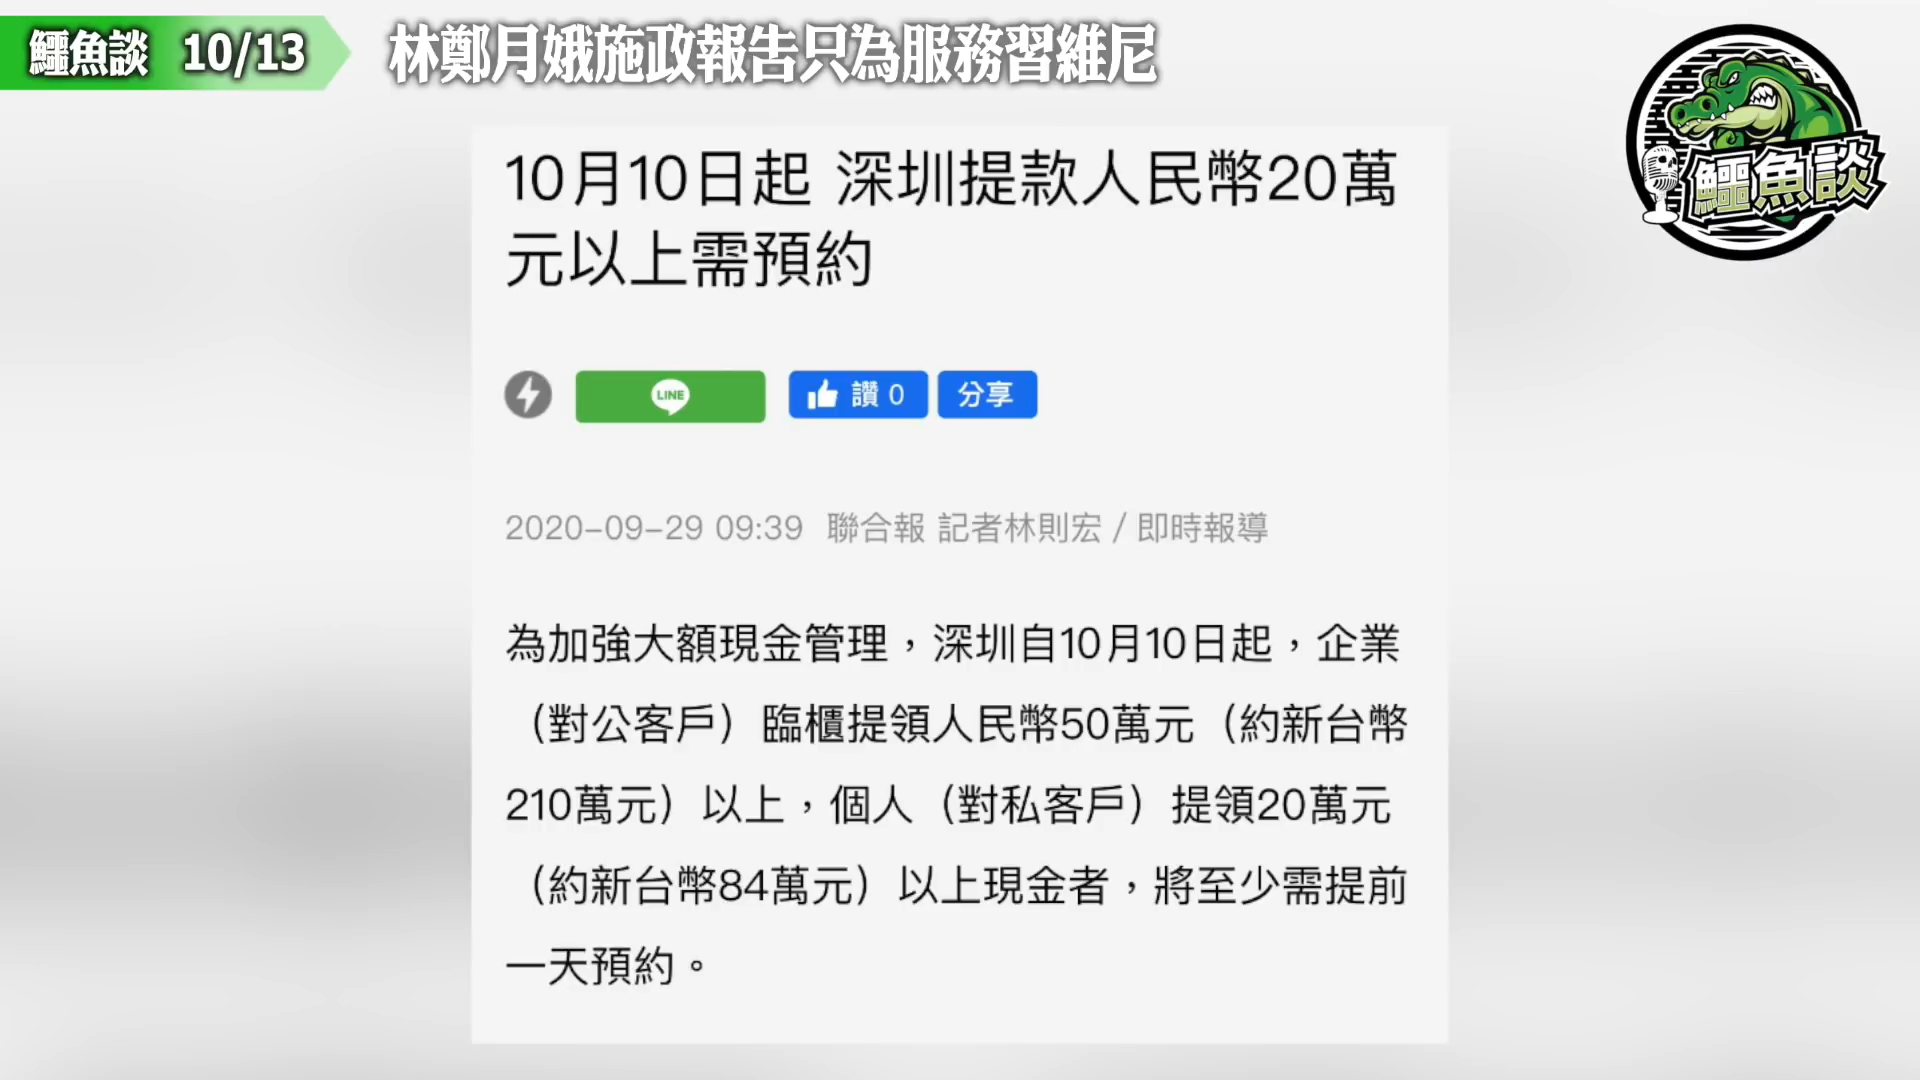 鱷魚談 10/13 林鄭月娥施政報告只為服務習維尼
鱷魚談
10月10日起 深圳提款人民幣20萬
元以上需預約
LINE 讚 0 分享
2020-09-29 09:39 聯合報 記者林則宏 / 即時報導
為加強大額現金管理，深圳自10月10日起，企業
（對公客戶）臨櫃提領人民幣50萬元（約新台幣
210萬元）以上，個人（對私客戶）提領20萬元
（約新台幣84萬元）以上現金者，將至少需提前
一天預約。